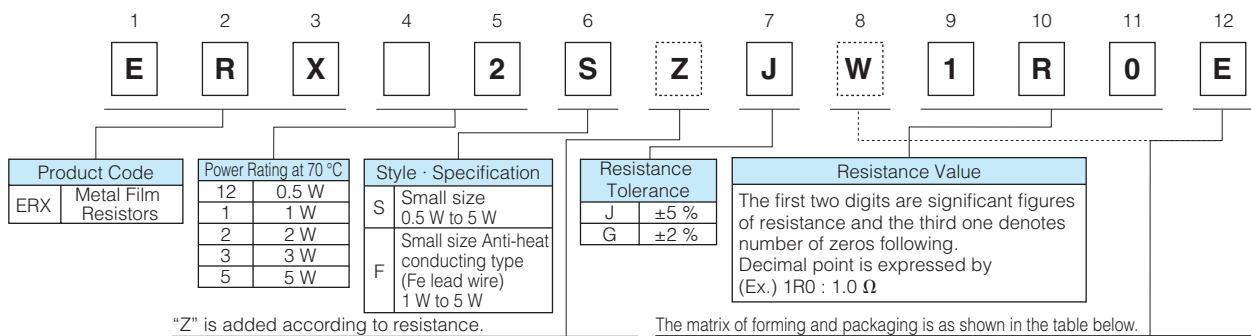 1 2 3 4 5 6 7 8 9 10 11 12
E R X 2 S Z J W 1 R 0 E
Product Code
ERX Metal Film Resistors
Power Rating at 70 °C
12 0.5 W
1 1 W
2 2 W
3 3 W
5 5 W
Style · Specification
S Small size
0.5 W to 5 W
F Small size Anti-heat
conducting type
(Fe lead wire)
1 W to 5 W
Resistance
Tolerance
J ±5 %
G ±2 %
Resistance Value
The first two digits are significant figures
of resistance and the third one denotes
number of zeros following.
Decimal point is expressed by
(Ex.) 1R0 : 1.0 Ω
“Z” is added according to resistance.
The matrix of forming and packaging is as shown in the table below.